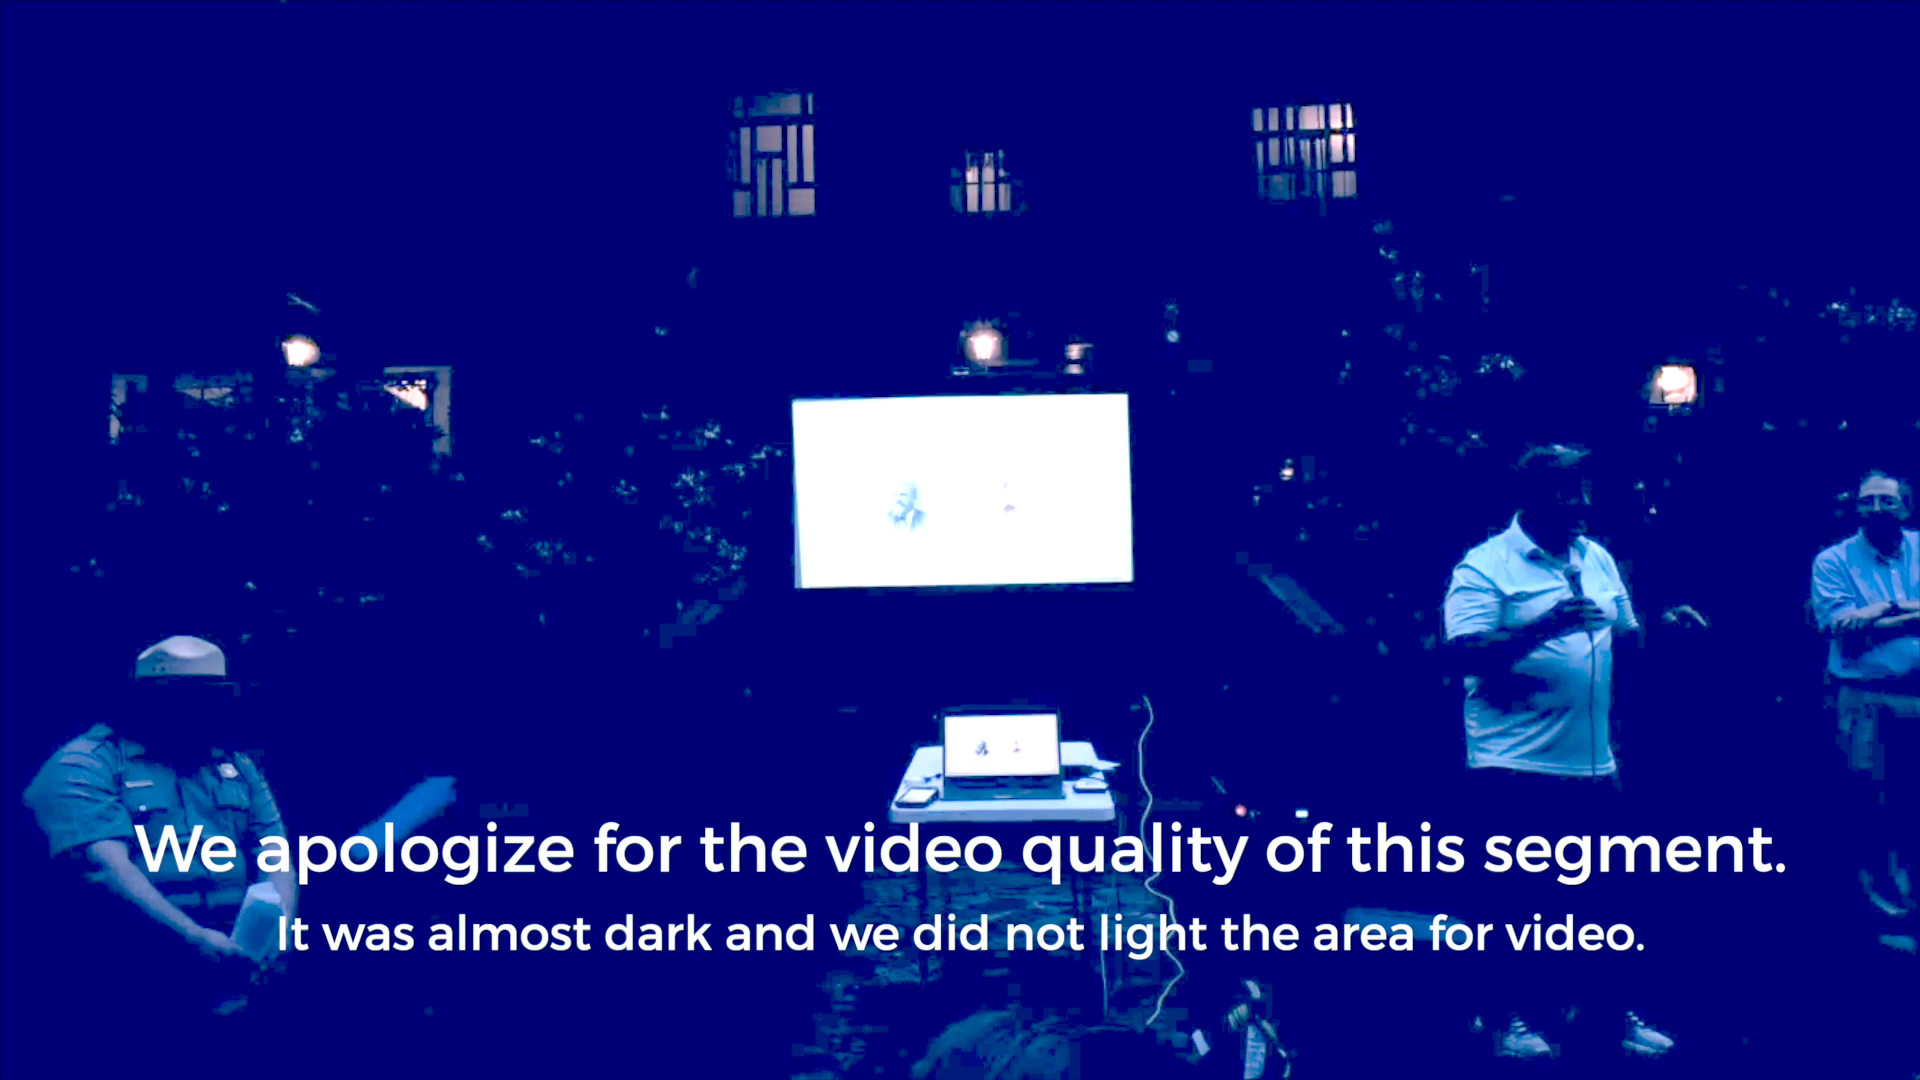 We apologize for the video quality of this segment.
It was almost dark and we did not light the area for video.